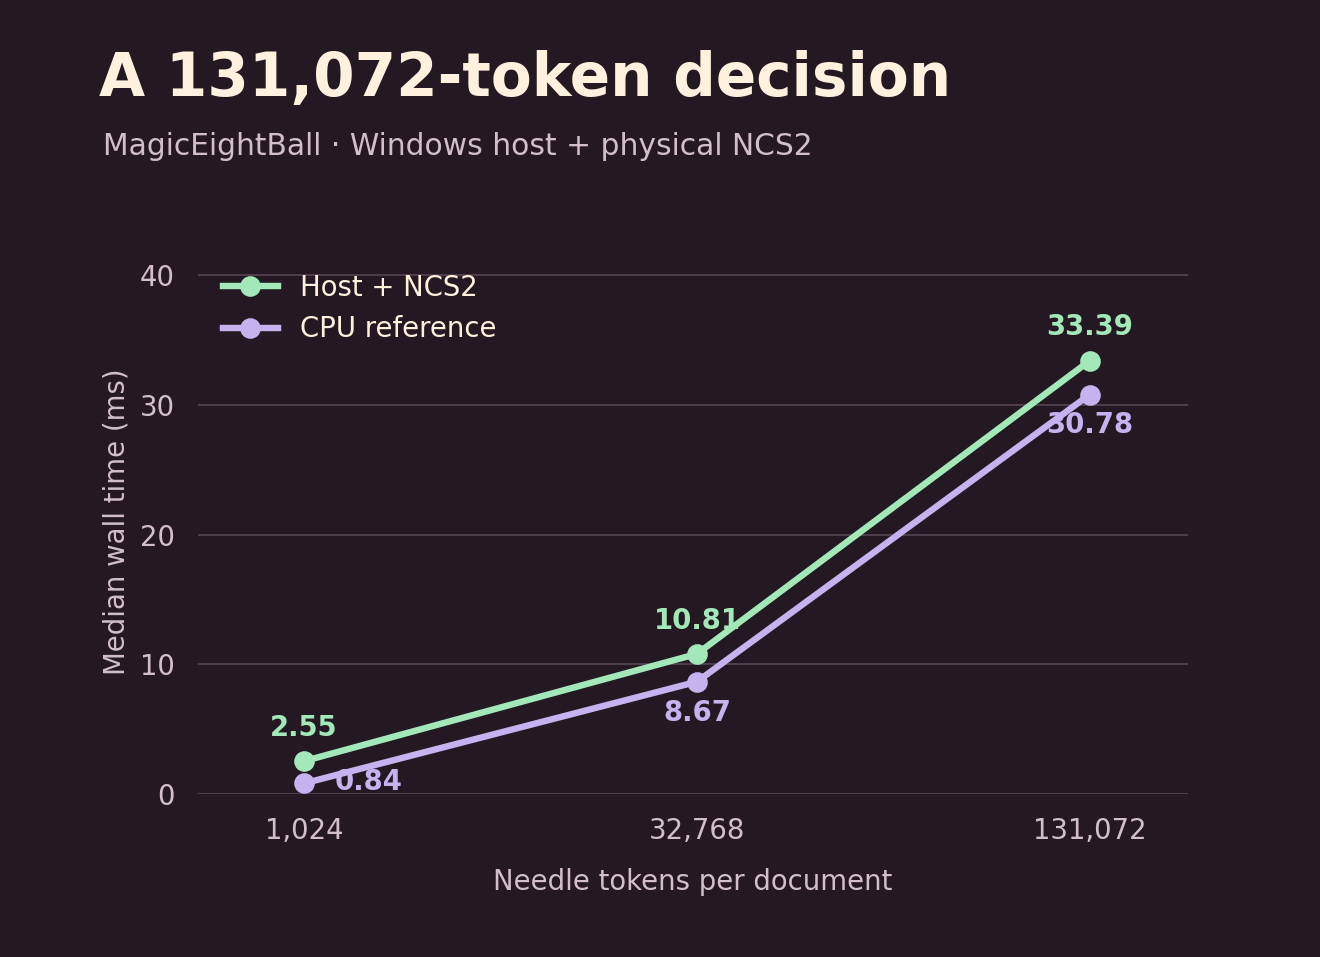 A 131,072-token decision
MagicEightBall · Windows host + physical NCS2
40
Host + NCS2
CPU reference
33.39
30
30.78
Median wall time (ms)
20
10.81
10
8.67
2.55
0.84
0
1,024
32,768
131,072
Needle tokens per document